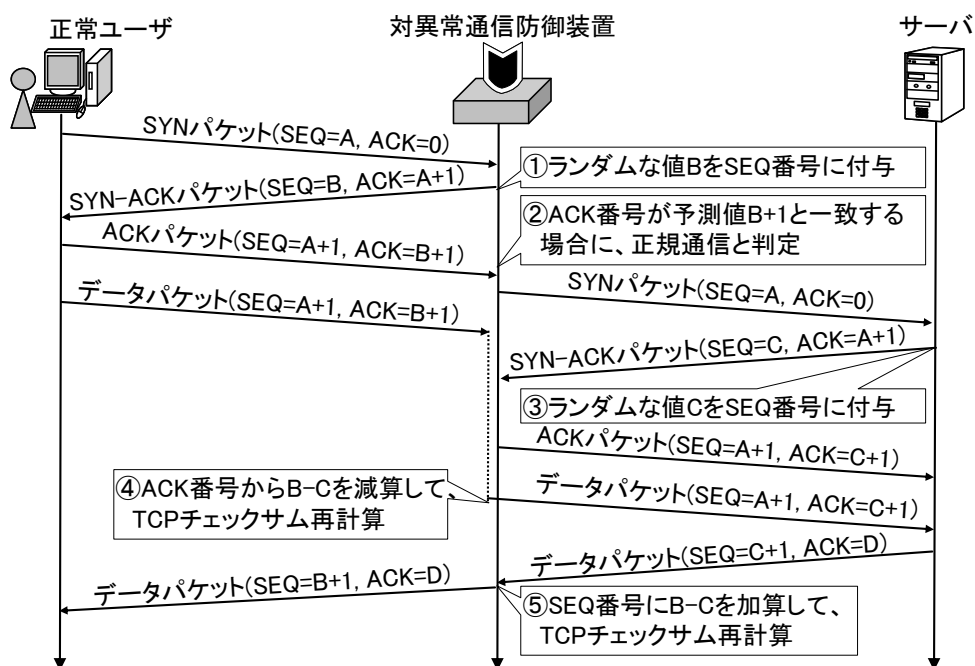 正常ユーザ
対異常通信防御装置
サーバ
SYNパケット(SEQ=A, ACK=0)
①ランダムな値BをSEQ番号に付与
SYN-ACKパケット(SEQ=B, ACK=A+1)
②ACK番号が予測値B+1と一致する
場合に、正規通信と判定
ACKパケット(SEQ=A+1, ACK=B+1)
SYNパケット(SEQ=A, ACK=0)
データパケット(SEQ=A+1, ACK=B+1)
SYN-ACKパケット(SEQ=C, ACK=A+1)
③ランダムな値CをSEQ番号に付与
ACKパケット(SEQ=A+1, ACK=C+1)
④ACK番号からB-Cを減算して、
TCPチェックサム再計算
データパケット(SEQ=A+1, ACK=C+1)
データパケット(SEQ=C+1, ACK=D)
データパケット(SEQ=B+1, ACK=D)
⑤SEQ番号にB-Cを加算して、
TCPチェックサム再計算